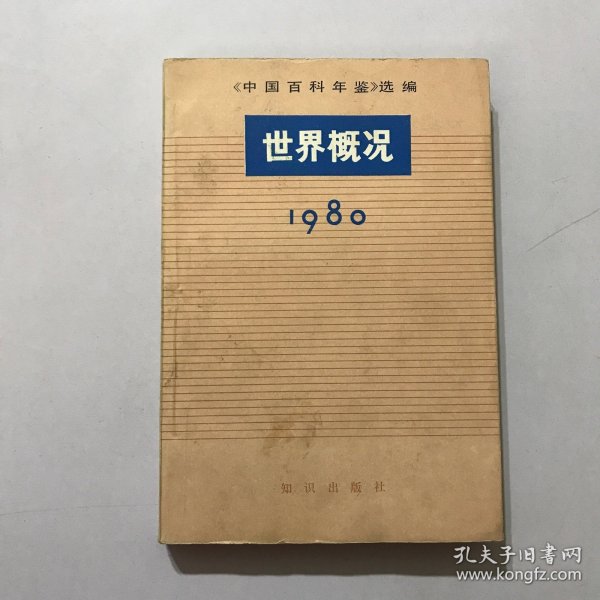 《中国百科年鉴》选编
世界概况
1980
知识出版社
孔夫子旧書网
www.kongfz.com